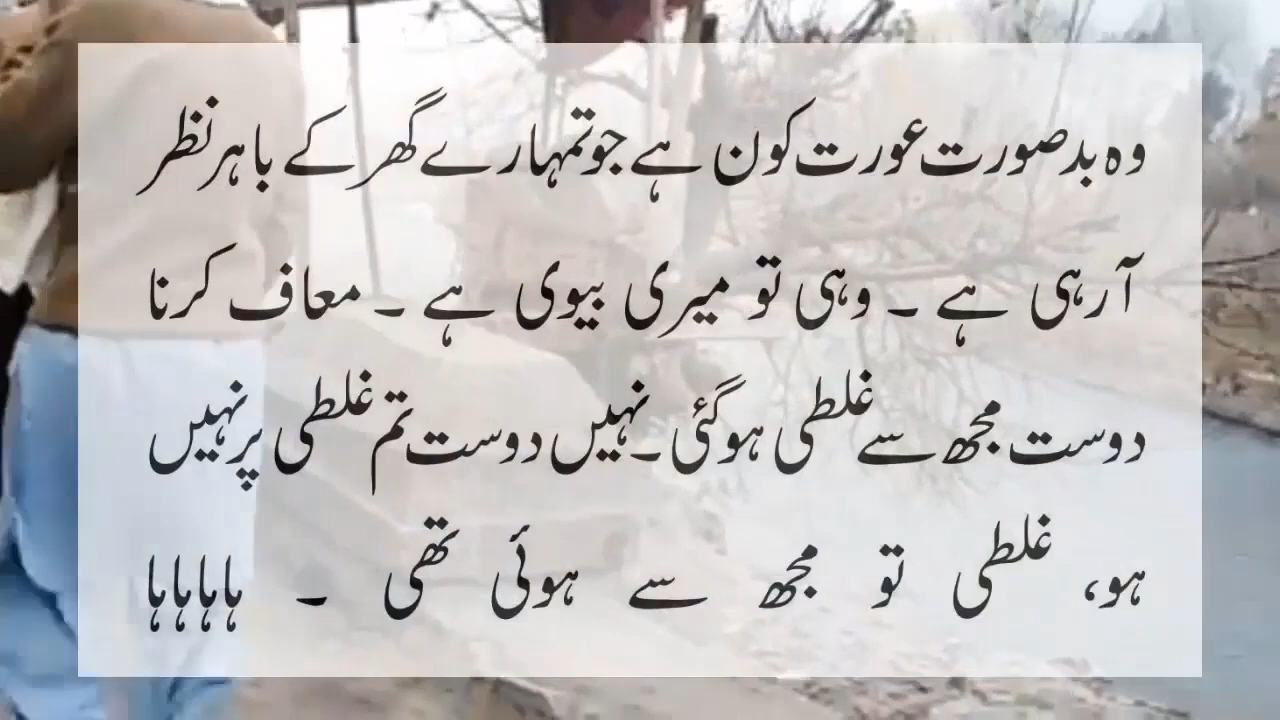 وہ بدصورت عورت کون ہے جو تمہارے گھر کے باہر نظر
آرہی ہے ۔ وہی تو میری بیوی ہے ۔ معاف کرنا
دوست مجھ سے غلطی ہوگئی ۔ نہیں دوست تم غلطی پر نہیں
ہو، غلطی تو مجھ سے ہوئی تھی ۔ ہاہاہاہا